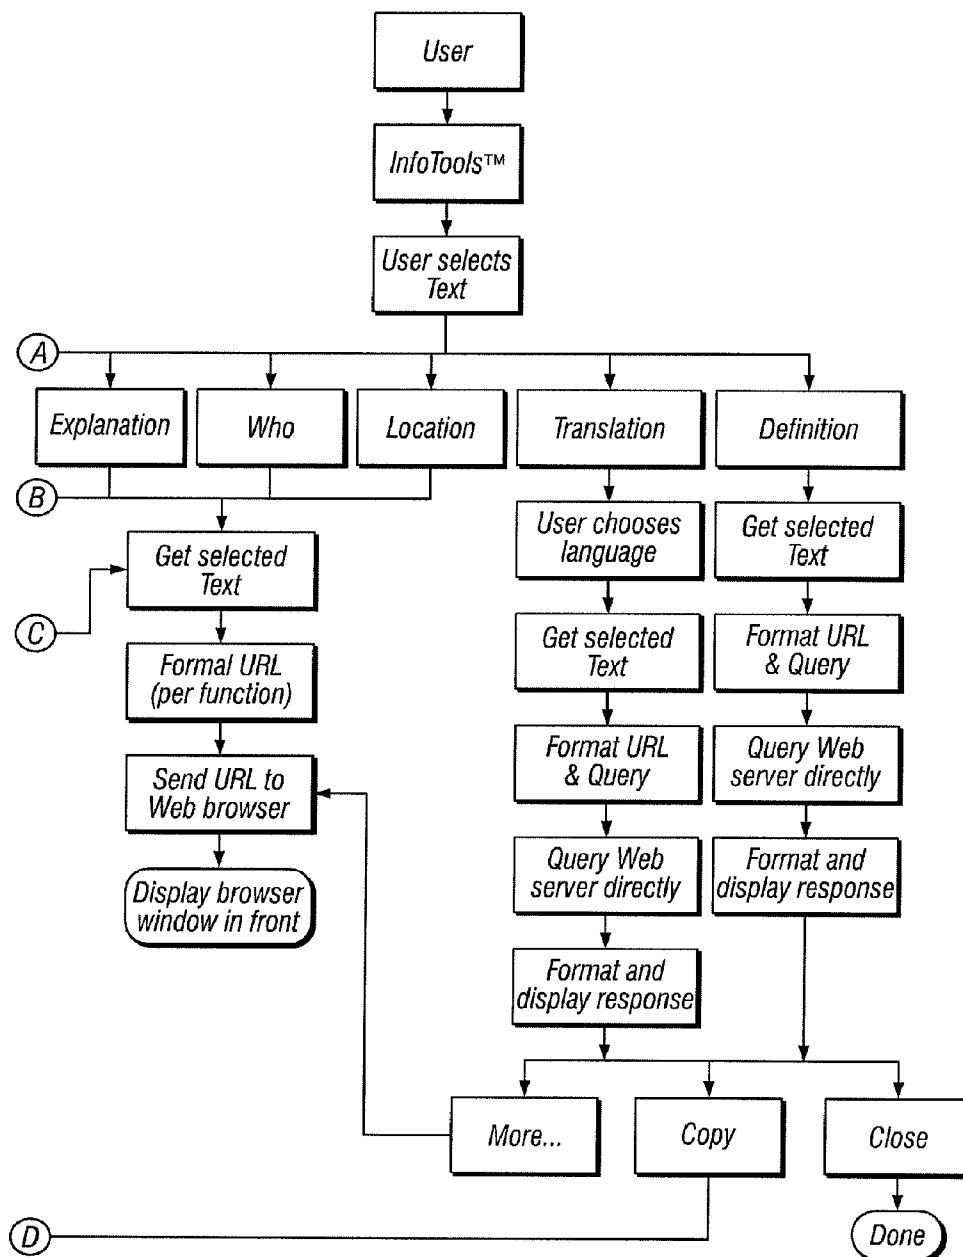 User
InfoTools™
User selects
Text
A
Explanation
Who
Location
Translation
Definition
B
Get selected
Text
C
Formal URL
(per function)
Send URL to
Web browser
Display browser
window in front
User chooses
language
Get selected
Text
Format URL
& Query
Query Web
server directly
Format and
display response
Get selected
Text
Format URL
& Query
Query Web
server directly
Format and
display response
More...
Copy
Close
D
Done